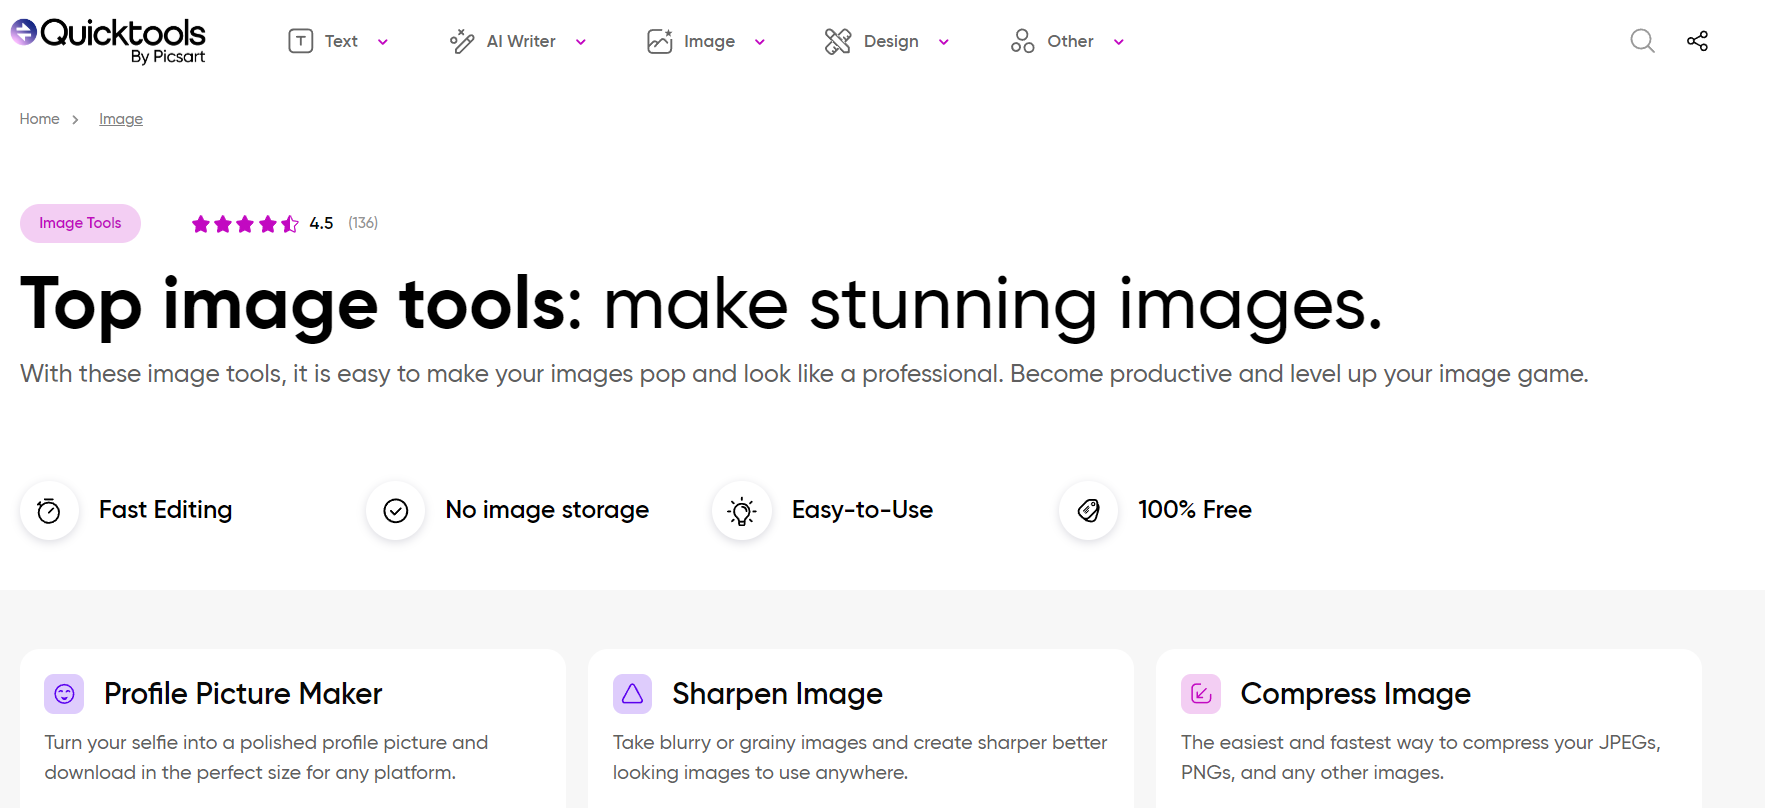 Quicktools
By Picsart
Text
AI Writer
Image
Design
Other
Home > Image
Image Tools
4.5 (136)
Top image tools: make stunning images.
With these image tools, it is easy to make your images pop and look like a professional. Become productive and level up your image game.
Fast Editing
No image storage
Easy-to-Use
100% Free
Profile Picture Maker
Turn your selfie into a polished profile picture and
download in the perfect size for any platform.
Sharpen Image
Take blurry or grainy images and create sharper better
looking images to use anywhere.
Compress Image
The easiest and fastest way to compress your JPEGs,
PNGs, and any other images.